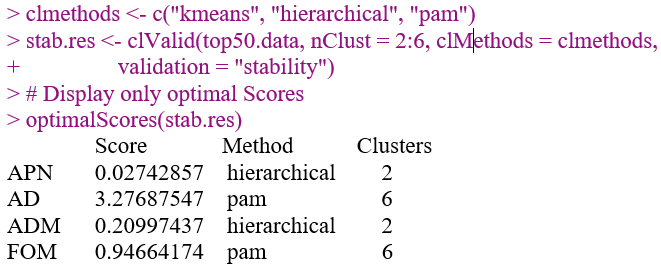 > clmethods <- c("kmeans", "hierarchical", "pam")
> stab.res <- clValid(top50.data, nClust = 2:6, clMethods = clmethods,
+ validation = "stability")
> # Display only optimal Scores
> optimalScores(stab.res)
Score Method Clusters
APN 0.02742857 hierarchical 2
AD 3.27687547 pam 6
ADM 0.20997437 hierarchical 2
FOM 0.94664174 pam 6